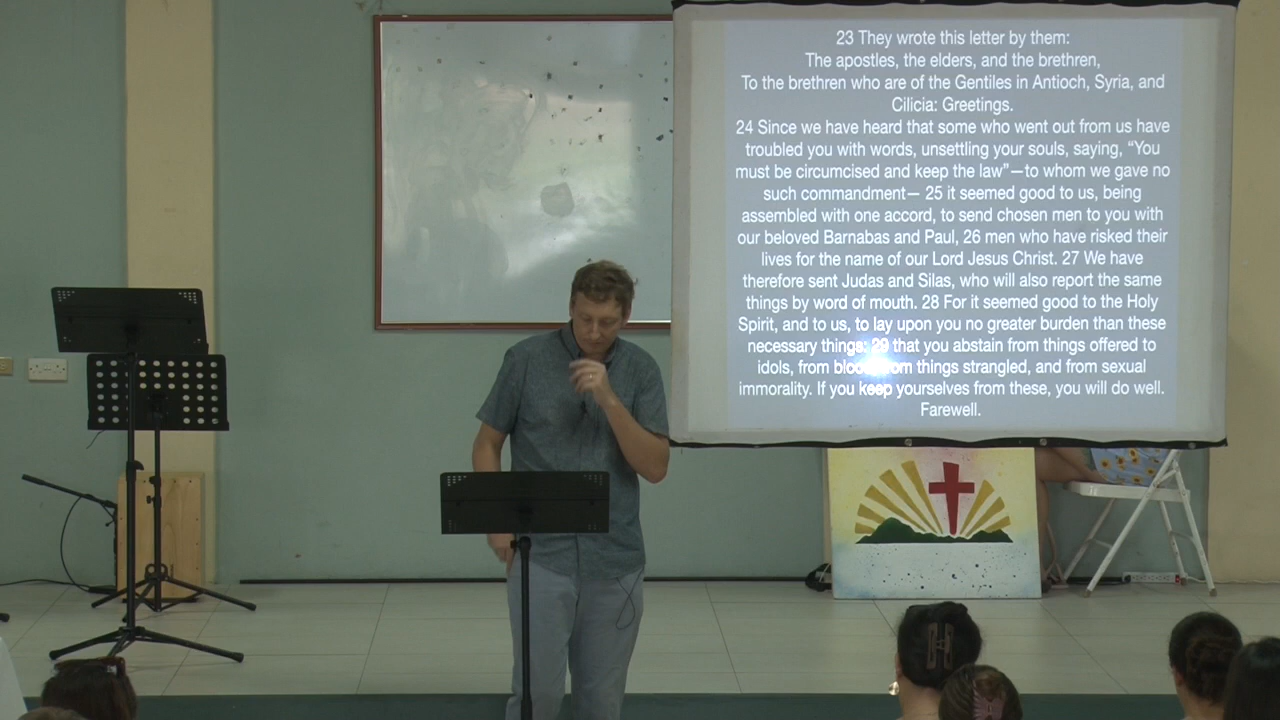 23 They wrote this letter by them:
The apostles, the elders, and the brethren,
To the brethren who are of the Gentiles in Antioch, Syria, and
Cilicia: Greetings.
24 Since we have heard that some who went out from us have
troubled you with words, unsettling your souls, saying, “You
must be circumcised and keep the law”—to whom we gave no
such commandment— 25 it seemed good to us, being
assembled with one accord, to send chosen men to you with
our beloved Barnabas and Paul, 26 men who have risked their
lives for the name of our Lord Jesus Christ. 27 We have
therefore sent Judas and Silas, who will also report the same
things by word of mouth. 28 For it seemed good to the Holy
Spirit, and to us, to lay upon you no greater burden than these
necessary things: 29 that you abstain from things offered to
idols, from blood, from things strangled, and from sexual
immorality. If you keep yourselves from these, you will do well.
Farewell.